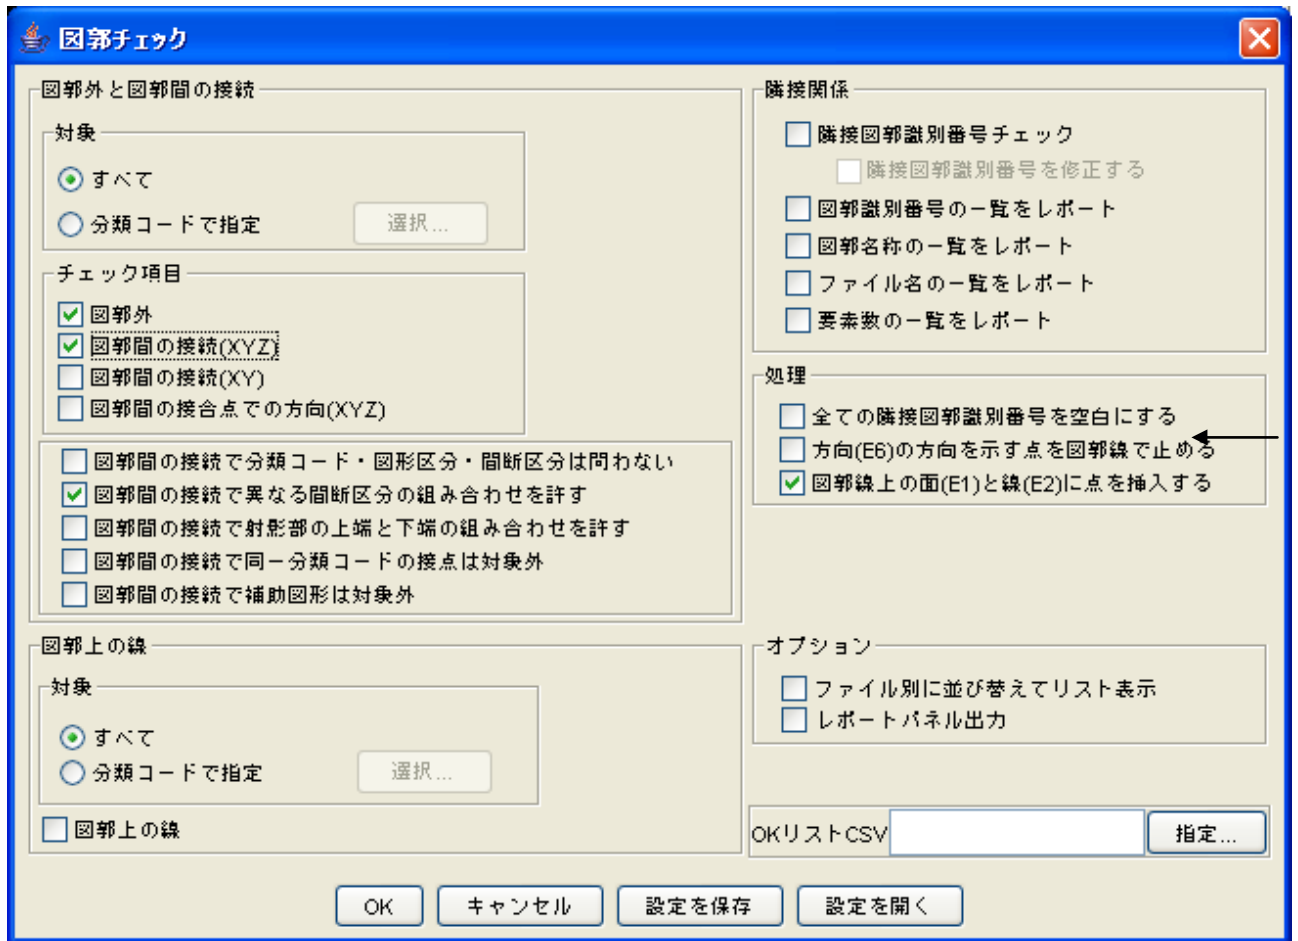 図郭チェック
図郭外と図郭間の接続
対象
すべて
分類コードで指定
選択...
チェック項目
図郭外
図郭間の接続(XYZ)
図郭間の接続(XY)
図郭間の接合点での方向(XYZ)
図郭間の接続で分類コード・図形区分・間断区分は問わない
図郭間の接続で異なる間断区分の組み合わせを許す
図郭間の接続で射影部の上端と下端の組み合わせを許す
図郭間の接続で同一分類コードの接点は対象外
図郭間の接続で補助図形は対象外
図郭上の線
対象
すべて
分類コードで指定
選択...
図郭上の線
隣接関係
隣接図郭識別番号チェック
隣接図郭識別番号を修正する
図郭識別番号の一覧をレポート
図郭名称の一覧をレポート
ファイル名の一覧をレポート
要素数の一覧をレポート
処理
全ての隣接図郭識別番号を空白にする
方向(E6)の方向を示す点を図郭線で止める
図郭線上の面(E1)と線(E2)に点を挿入する
オプション
ファイル別に並び替えてリスト表示
レポートパネル出力
OKリストCSV
指定...
OK
キャンセル
設定を保存
設定を開く